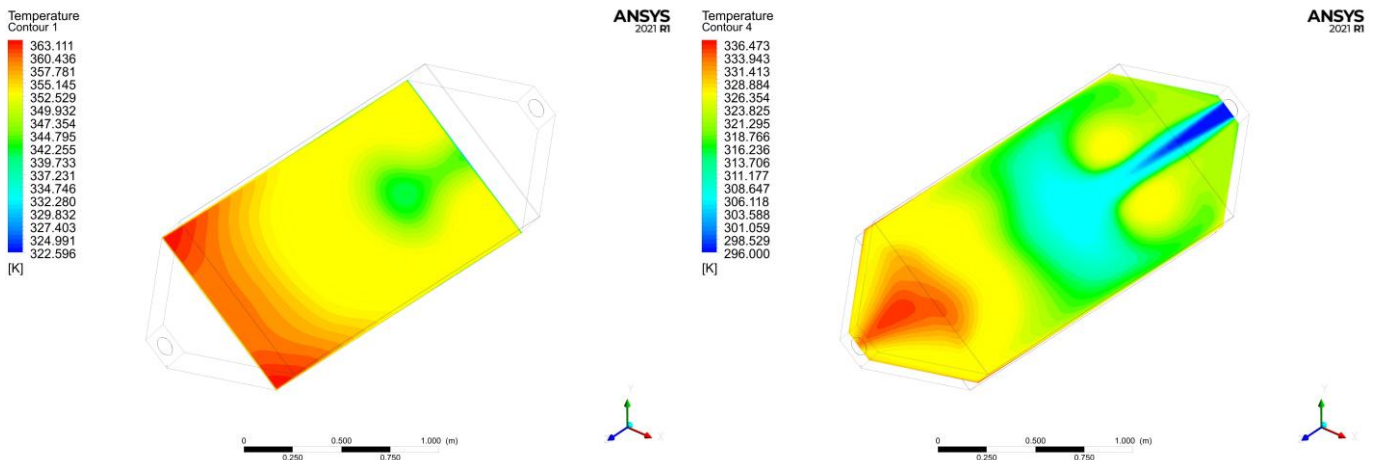 Temperature
Contour 1
363.111
360.436
357.781
355.145
352.529
349.932
347.354
344.795
342.255
339.733
337.231
334.746
332.280
329.832
327.403
324.991
322.596
[K]
ANSYS
2021 R1
0 0.500 1.000 (m)
0.250 0.750
Y
X
Temperature
Contour 4
336.473
333.943
331.413
328.884
326.354
323.825
321.295
318.766
316.236
313.706
311.177
308.647
306.118
303.588
301.059
298.529
296.000
[K]
ANSYS
2021 R1
0 0.500 1.000 (m)
0.250 0.750
Y
X